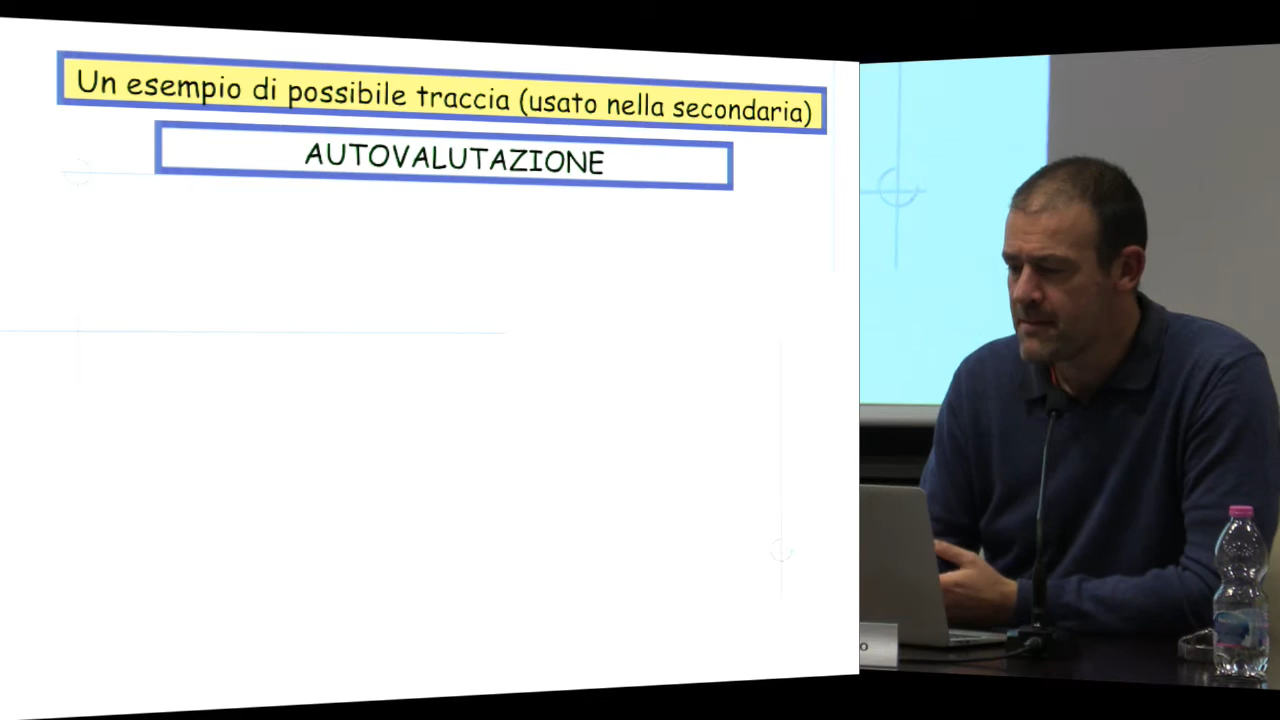 Un esempio di possibile traccia (usato nella secondaria)
AUTOVALUTAZIONE
o